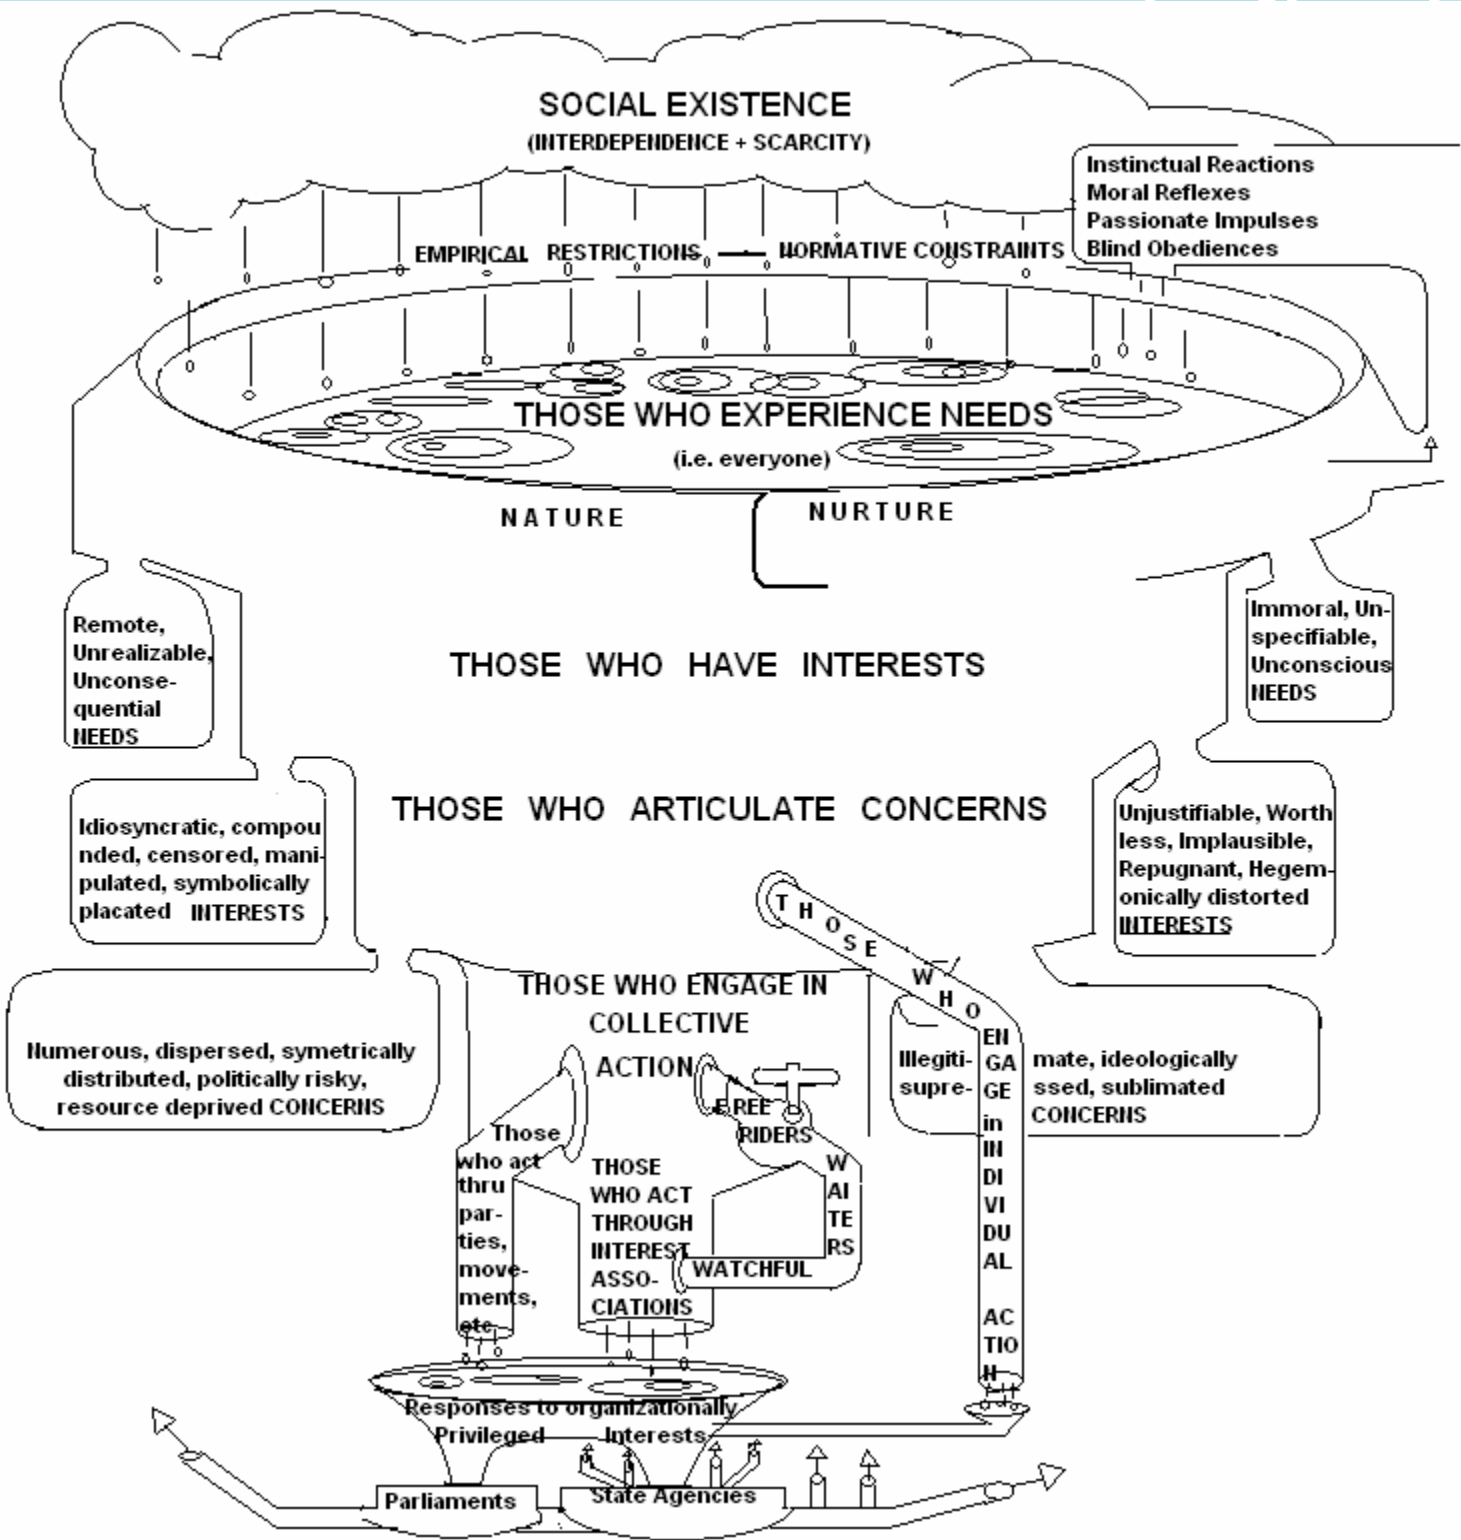 SOCIAL EXISTENCE
(INTERDEPENDENCE + SCARCITY)
Instinctual Reactions
Moral Reflexes
Passionate Impulses
Blind Obediences
EMPIRICAL RESTRICTIONS — NORMATIVE CONSTRAINTS
THOSE WHO EXPERIENCE NEEDS
(i.e. everyone)
NATURE
NURTURE
Remote,
Unrealizable,
Unconse-
quential
NEEDS
Immoral, Un-
specifiable,
Unconscious
NEEDS
THOSE WHO HAVE INTERESTS
THOSE WHO ARTICULATE CONCERNS
Idiosyncratic, compou
nded, censored, mani-
pulated, symbolically
placated INTERESTS
Unjustifiable, Worth
less, Implausible,
Repugnant, Hegem-
onically distorted
INTERESTS
Numerous, dispersed, symetrically
distributed, politically risky,
resource deprived CONCERNS
THOSE WHO ENGAGE IN
COLLECTIVE
ACTION
THOSE WHO
EN
GA
GE
in
IN
DI
VI
DU
AL
AC
TIO
N
Illegiti- mate, ideologically
supre- ssed, sublimated
CONCERNS
Those
who act
thru
par-
ties,
move-
ments,
etc
THOSE
WHO ACT
THROUGH
INTEREST
ASSO-
CIATIONS
FREE
RIDERS
W
AI
TE
RS
WATCHFUL
Responses to organizationally
Privileged Interests
Parliaments
State Agencies